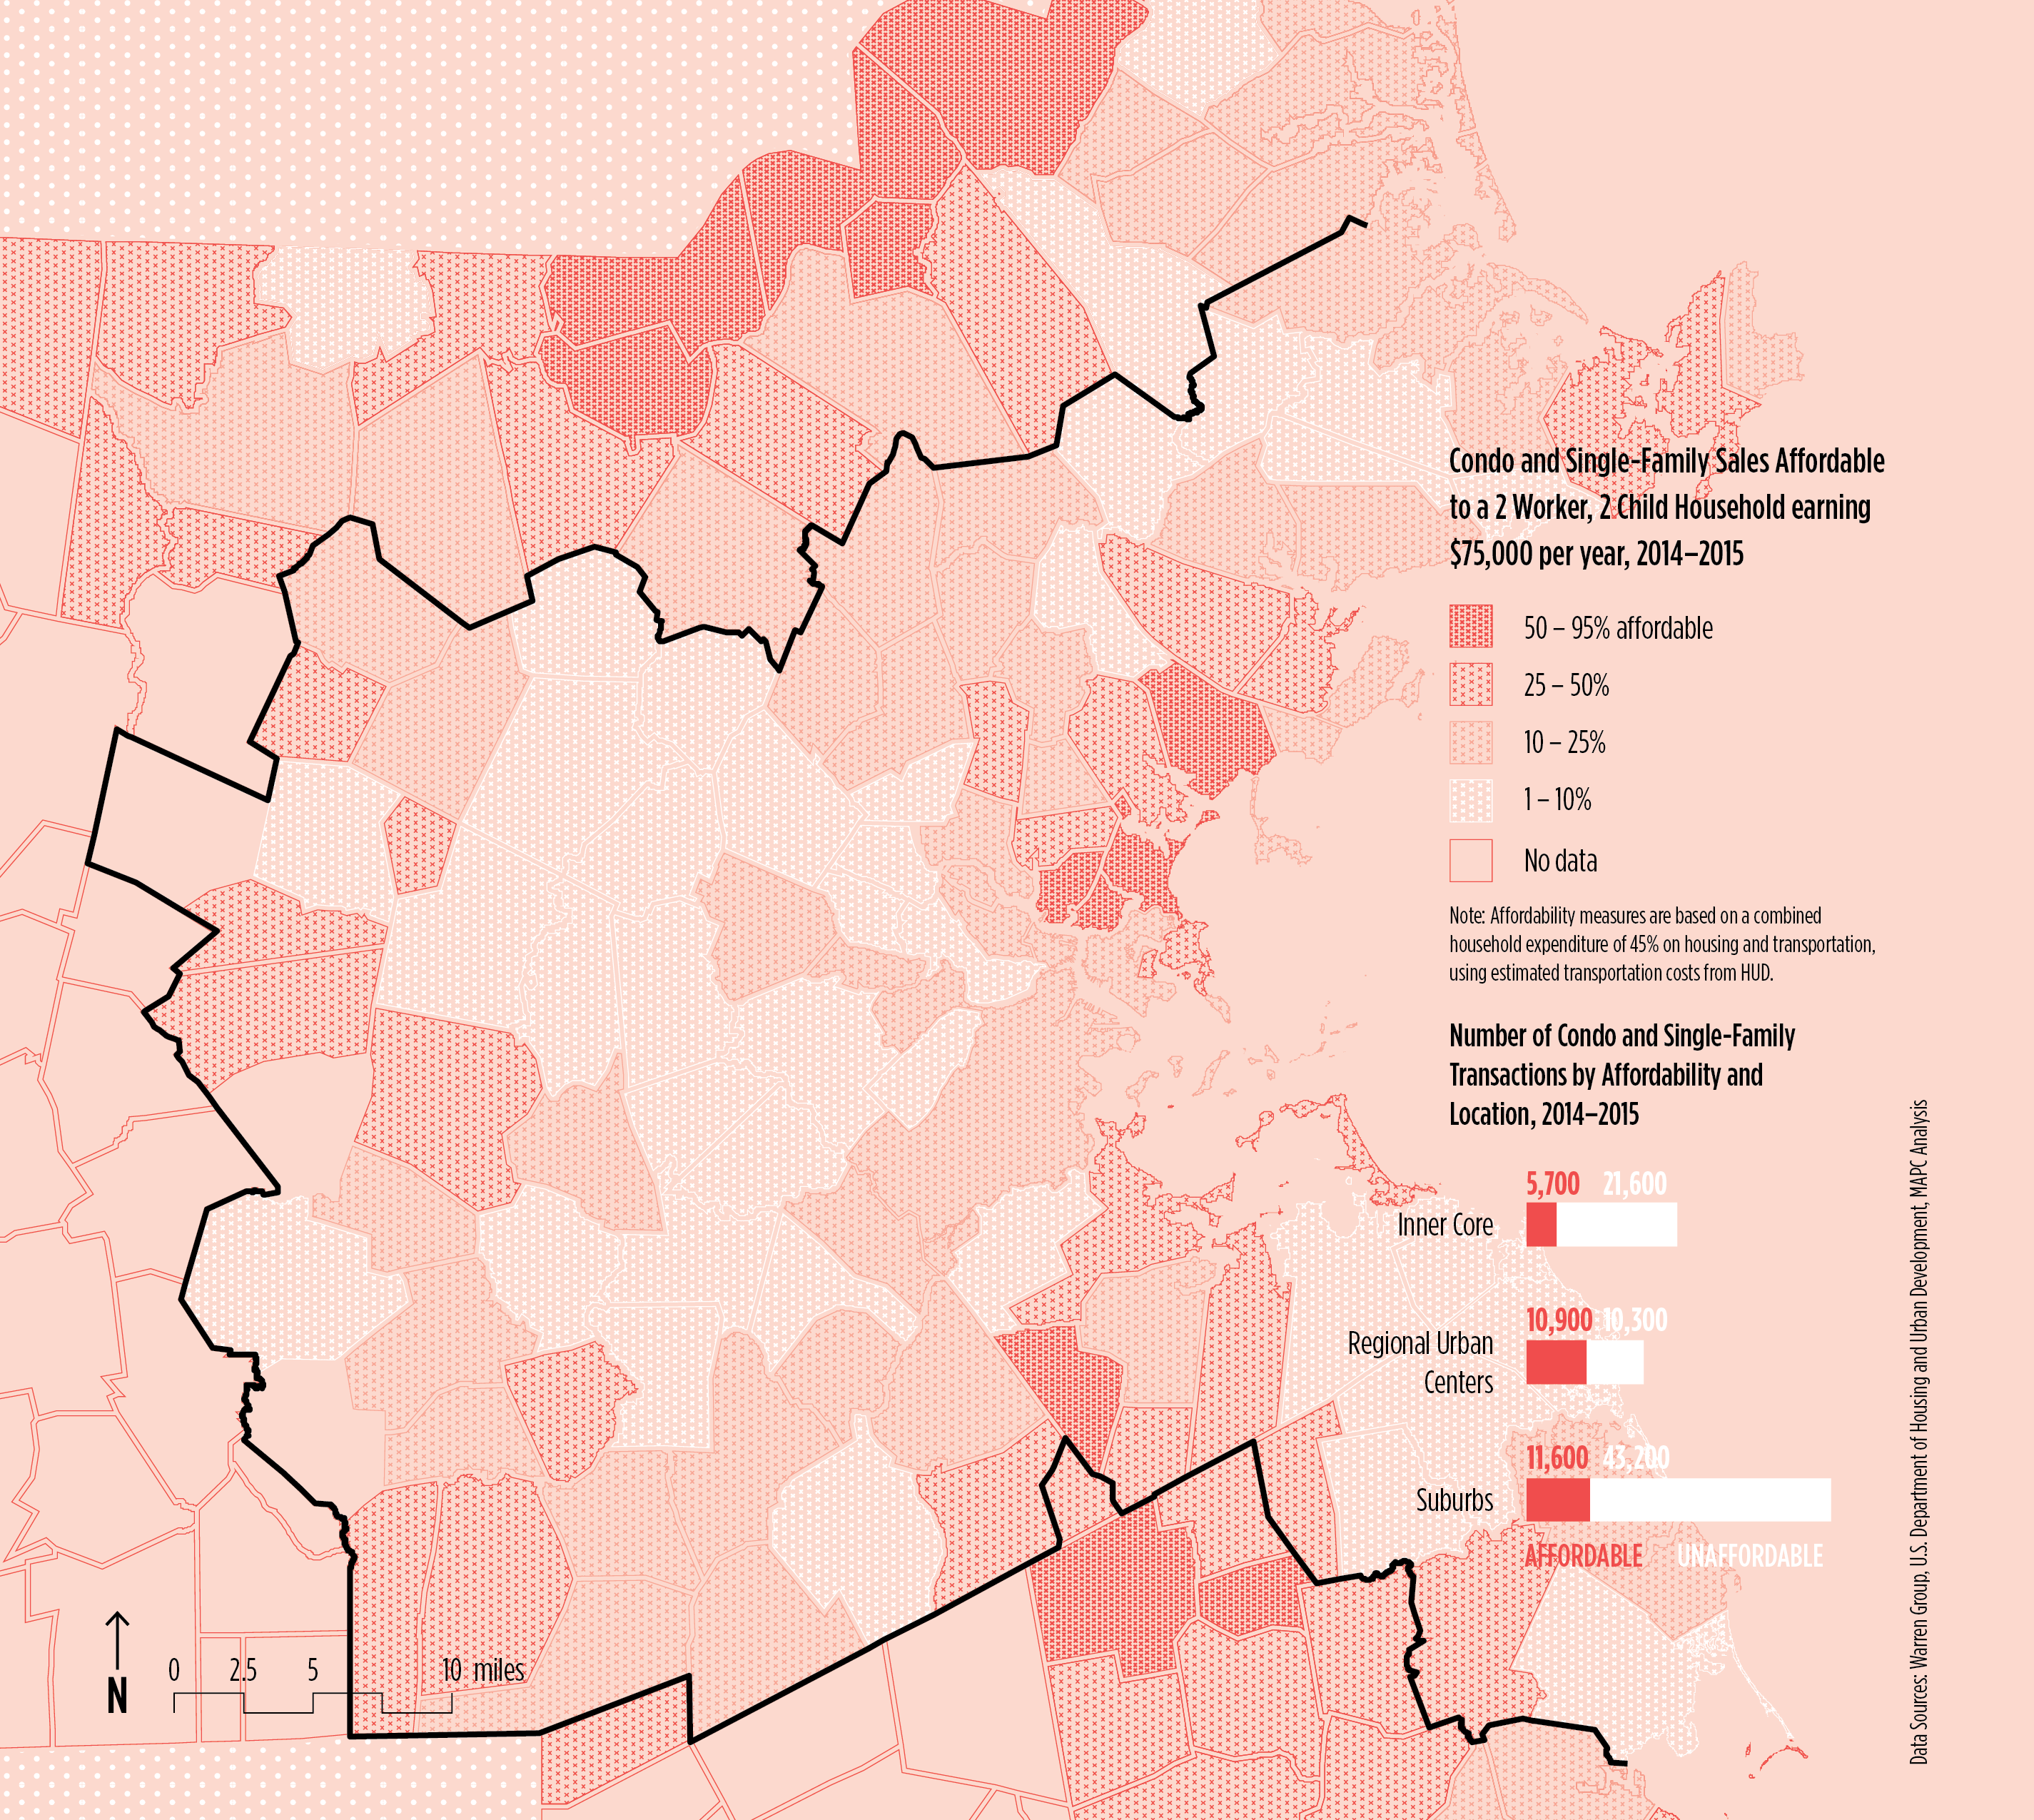 Condo and Single-Family Sales Affordable
to a 2 Worker, 2 Child Household earning
$75,000 per year, 2014–2015
50 – 95% affordable
25 – 50%
10 – 25%
1 – 10%
No data
Note: Affordability measures are based on a combined
household expenditure of 45% on housing and transportation,
using estimated transportation costs from HUD.
Number of Condo and Single-Family
Transactions by Affordability and
Location, 2014–2015
5,700 21,600
Inner Core
10,900 10,300
Regional Urban
Centers
11,600 43,200
Suburbs
AFFORDABLE UNAFFORDABLE
Data Sources: Warren Group, U.S. Department of Housing and Urban Development, MAPC Analysis
N
0 2.5 5 10 miles